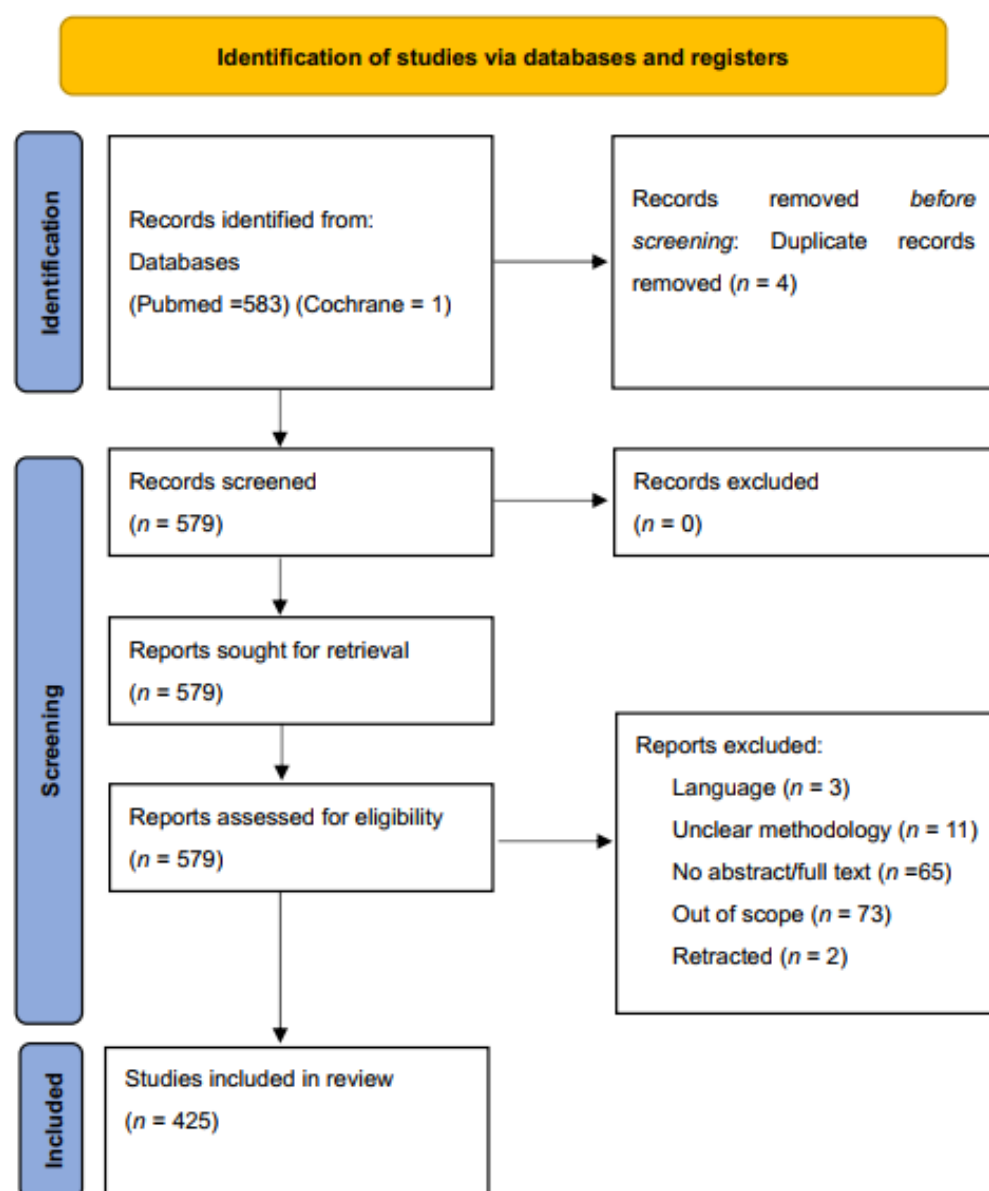 Identification of studies via databases and registers
Identification
Records identified from:
Databases
(Pubmed =583) (Cochrane = 1)
Records removed before
screening: Duplicate records
removed (n = 4)
Screening
Records screened
(n = 579)
Records excluded
(n = 0)
Reports sought for retrieval
(n = 579)
Reports assessed for eligibility
(n = 579)
Reports excluded:
Language (n = 3)
Unclear methodology (n = 11)
No abstract/full text (n =65)
Out of scope (n = 73)
Retracted (n = 2)
Included
Studies included in review
(n = 425)